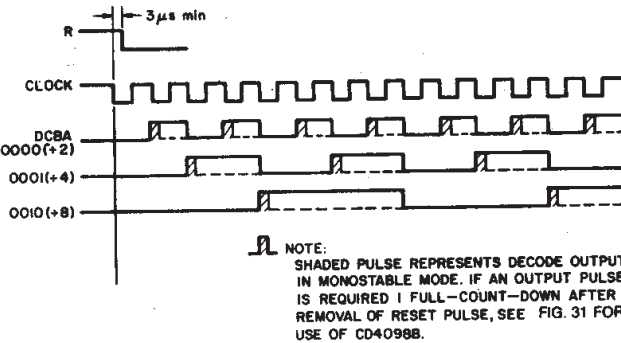 3μs min
R
CLOCK
DCBA
0000(÷2)
0001(÷4)
0010(÷8)
NOTE:
SHADED PULSE REPRESENTS DECODE OUTPUT
IN MONOSTABLE MODE. IF AN OUTPUT PULSE
IS REQUIRED 1 FULL-COUNT-DOWN AFTER
REMOVAL OF RESET PULSE, SEE FIG. 31 FOR
USE OF CD4098B.